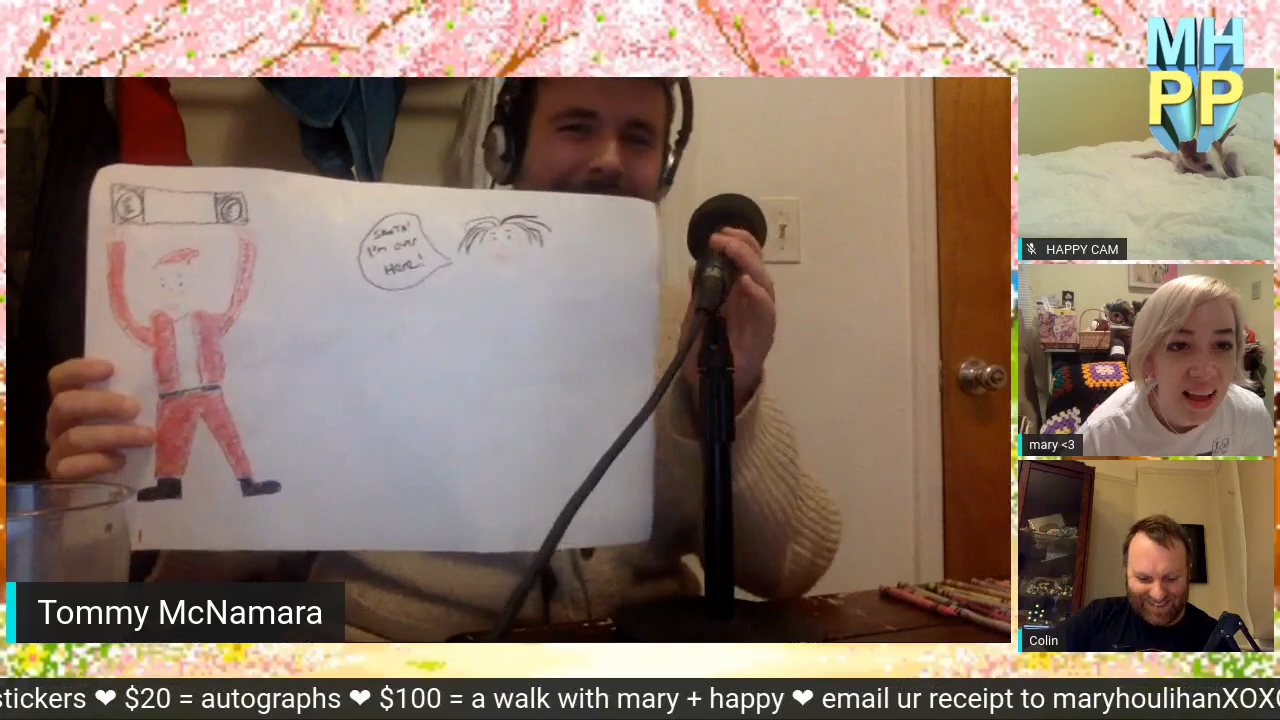 MH
PP
SANTA!
I'M OVER
HERE!
HAPPY CAM
mary <3
Colin
Tommy McNamara
stickers ❤ $20 = autographs ❤ $100 = a walk with mary + happy ❤ email ur receipt to maryhoulihanXOXO